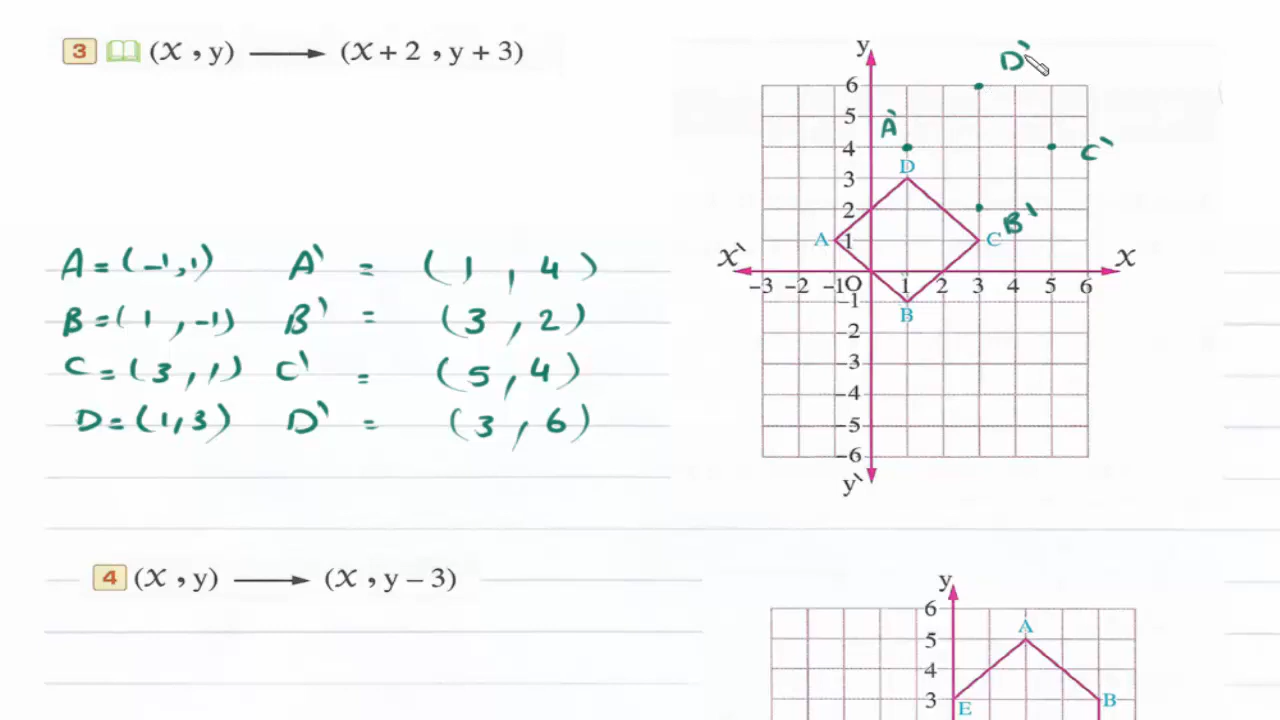 3 (x , y) ⟶ (x + 2 , y + 3)
A = (-1,1) A' = (1 , 4)
B = (1 , -1) B' = (3 , 2)
C = (3 , 1) C' = (5 , 4)
D = (1,3) D' = (3 , 6)
y
D'
6
5
A'
4
C'
D
3
2
B'
A
1
C
x'
x
-3 -2 -1 O 1 2 3 4 5 6
-1
B
-2
-3
-4
-5
-6
y'
4 (x , y) ⟶ (x , y – 3)
y
6
A
5
4
3
E
B